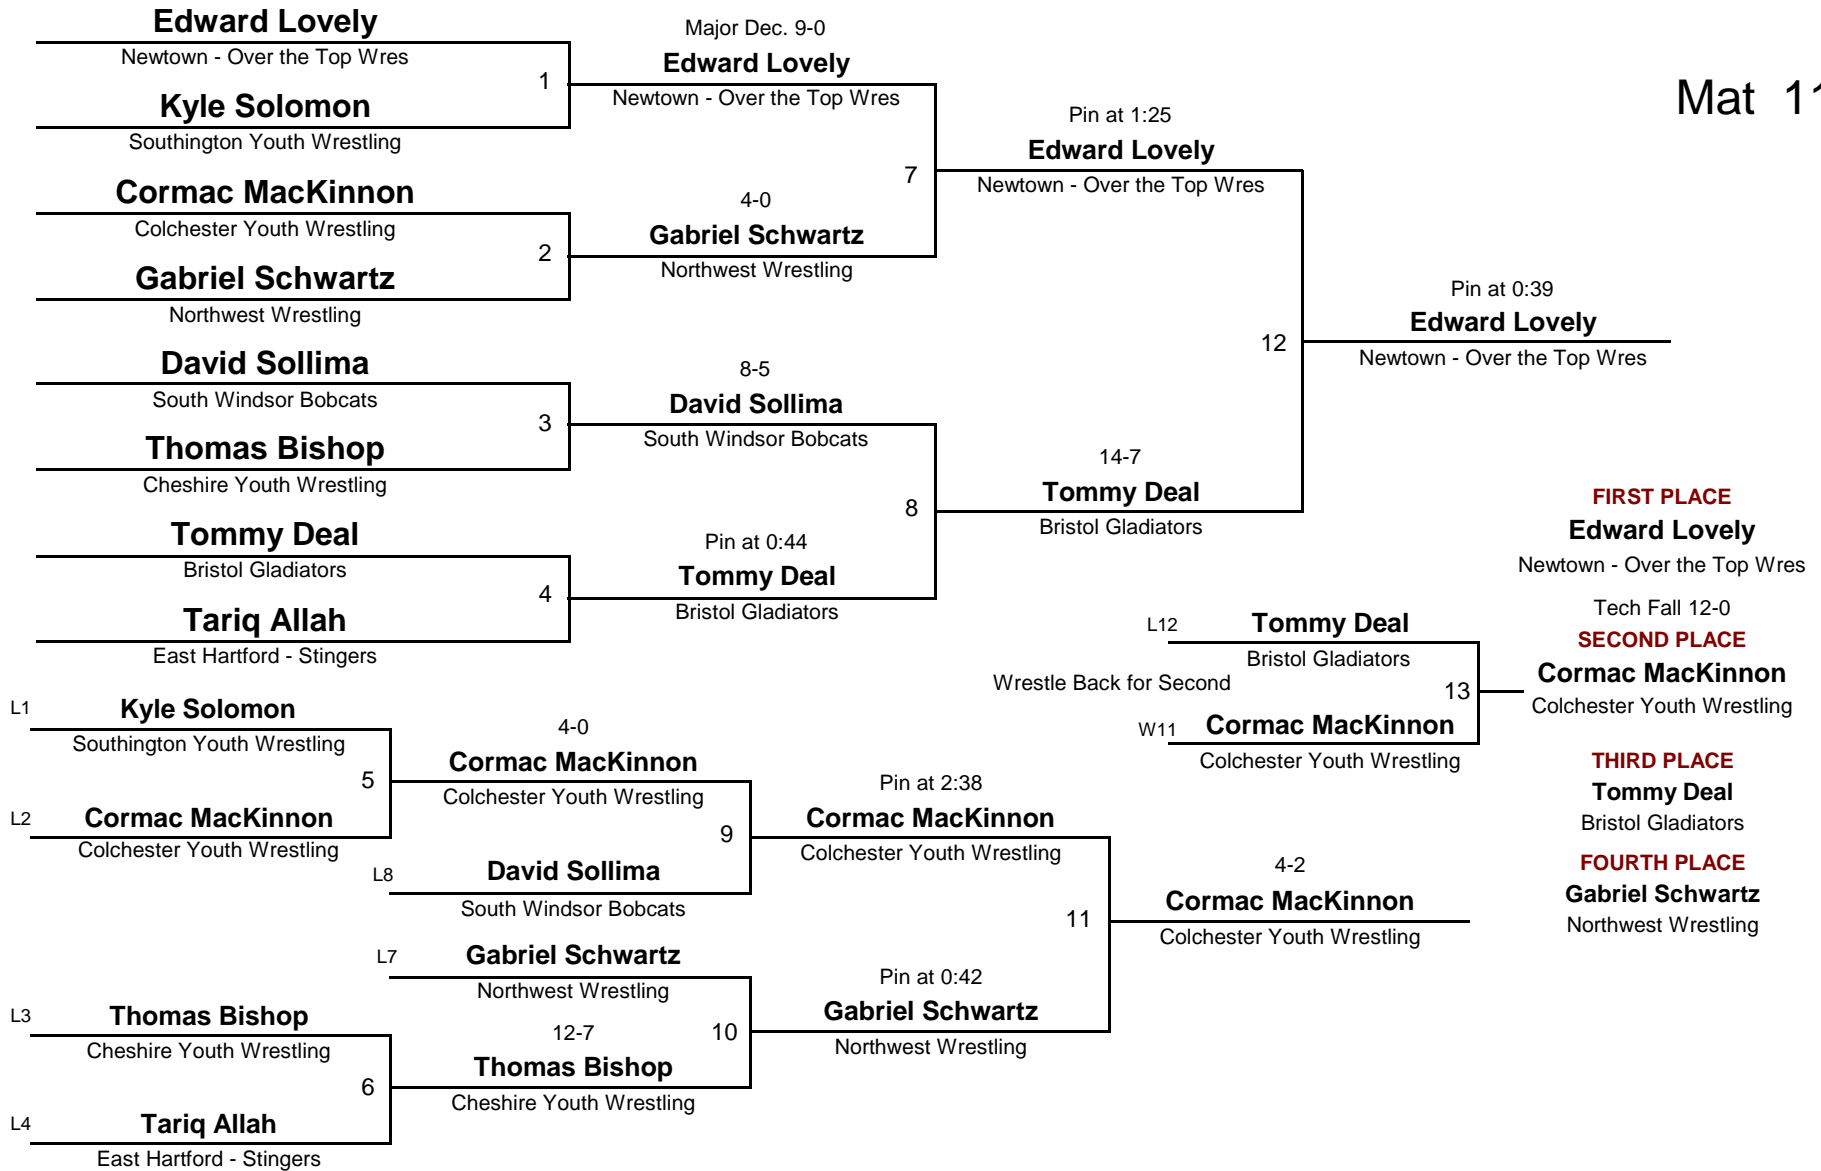 Edward Lovely
Newtown - Over the Top Wres
1
Kyle Solomon
Southington Youth Wrestling
Cormac MacKinnon
Colchester Youth Wrestling
2
Gabriel Schwartz
Northwest Wrestling
David Sollima
South Windsor Bobcats
3
Thomas Bishop
Cheshire Youth Wrestling
Tommy Deal
Bristol Gladiators
4
Tariq Allah
East Hartford - Stingers
Major Dec. 9-0
Edward Lovely
Newtown - Over the Top Wres
7
4-0
Gabriel Schwartz
Northwest Wrestling
8-5
David Sollima
South Windsor Bobcats
8
Pin at 0:44
Tommy Deal
Bristol Gladiators
Pin at 1:25
Edward Lovely
Newtown - Over the Top Wres
12
14-7
Tommy Deal
Bristol Gladiators
Mat 11
Pin at 0:39
Edward Lovely
Newtown - Over the Top Wres
L1 Kyle Solomon
Southington Youth Wrestling
5
L2 Cormac MacKinnon
Colchester Youth Wrestling
L3 Thomas Bishop
Cheshire Youth Wrestling
6
L4 Tariq Allah
East Hartford - Stingers
4-0
Cormac MacKinnon
Colchester Youth Wrestling
9
L8 David Sollima
South Windsor Bobcats
L7 Gabriel Schwartz
Northwest Wrestling
10
12-7
Thomas Bishop
Cheshire Youth Wrestling
Pin at 2:38
Cormac MacKinnon
Colchester Youth Wrestling
11
Pin at 0:42
Gabriel Schwartz
Northwest Wrestling
4-2
Cormac MacKinnon
Colchester Youth Wrestling
L12 Tommy Deal
Bristol Gladiators
Wrestle Back for Second
13
W11 Cormac MacKinnon
Colchester Youth Wrestling
FIRST PLACE
Edward Lovely
Newtown - Over the Top Wres
Tech Fall 12-0
SECOND PLACE
Cormac MacKinnon
Colchester Youth Wrestling
THIRD PLACE
Tommy Deal
Bristol Gladiators
FOURTH PLACE
Gabriel Schwartz
Northwest Wrestling